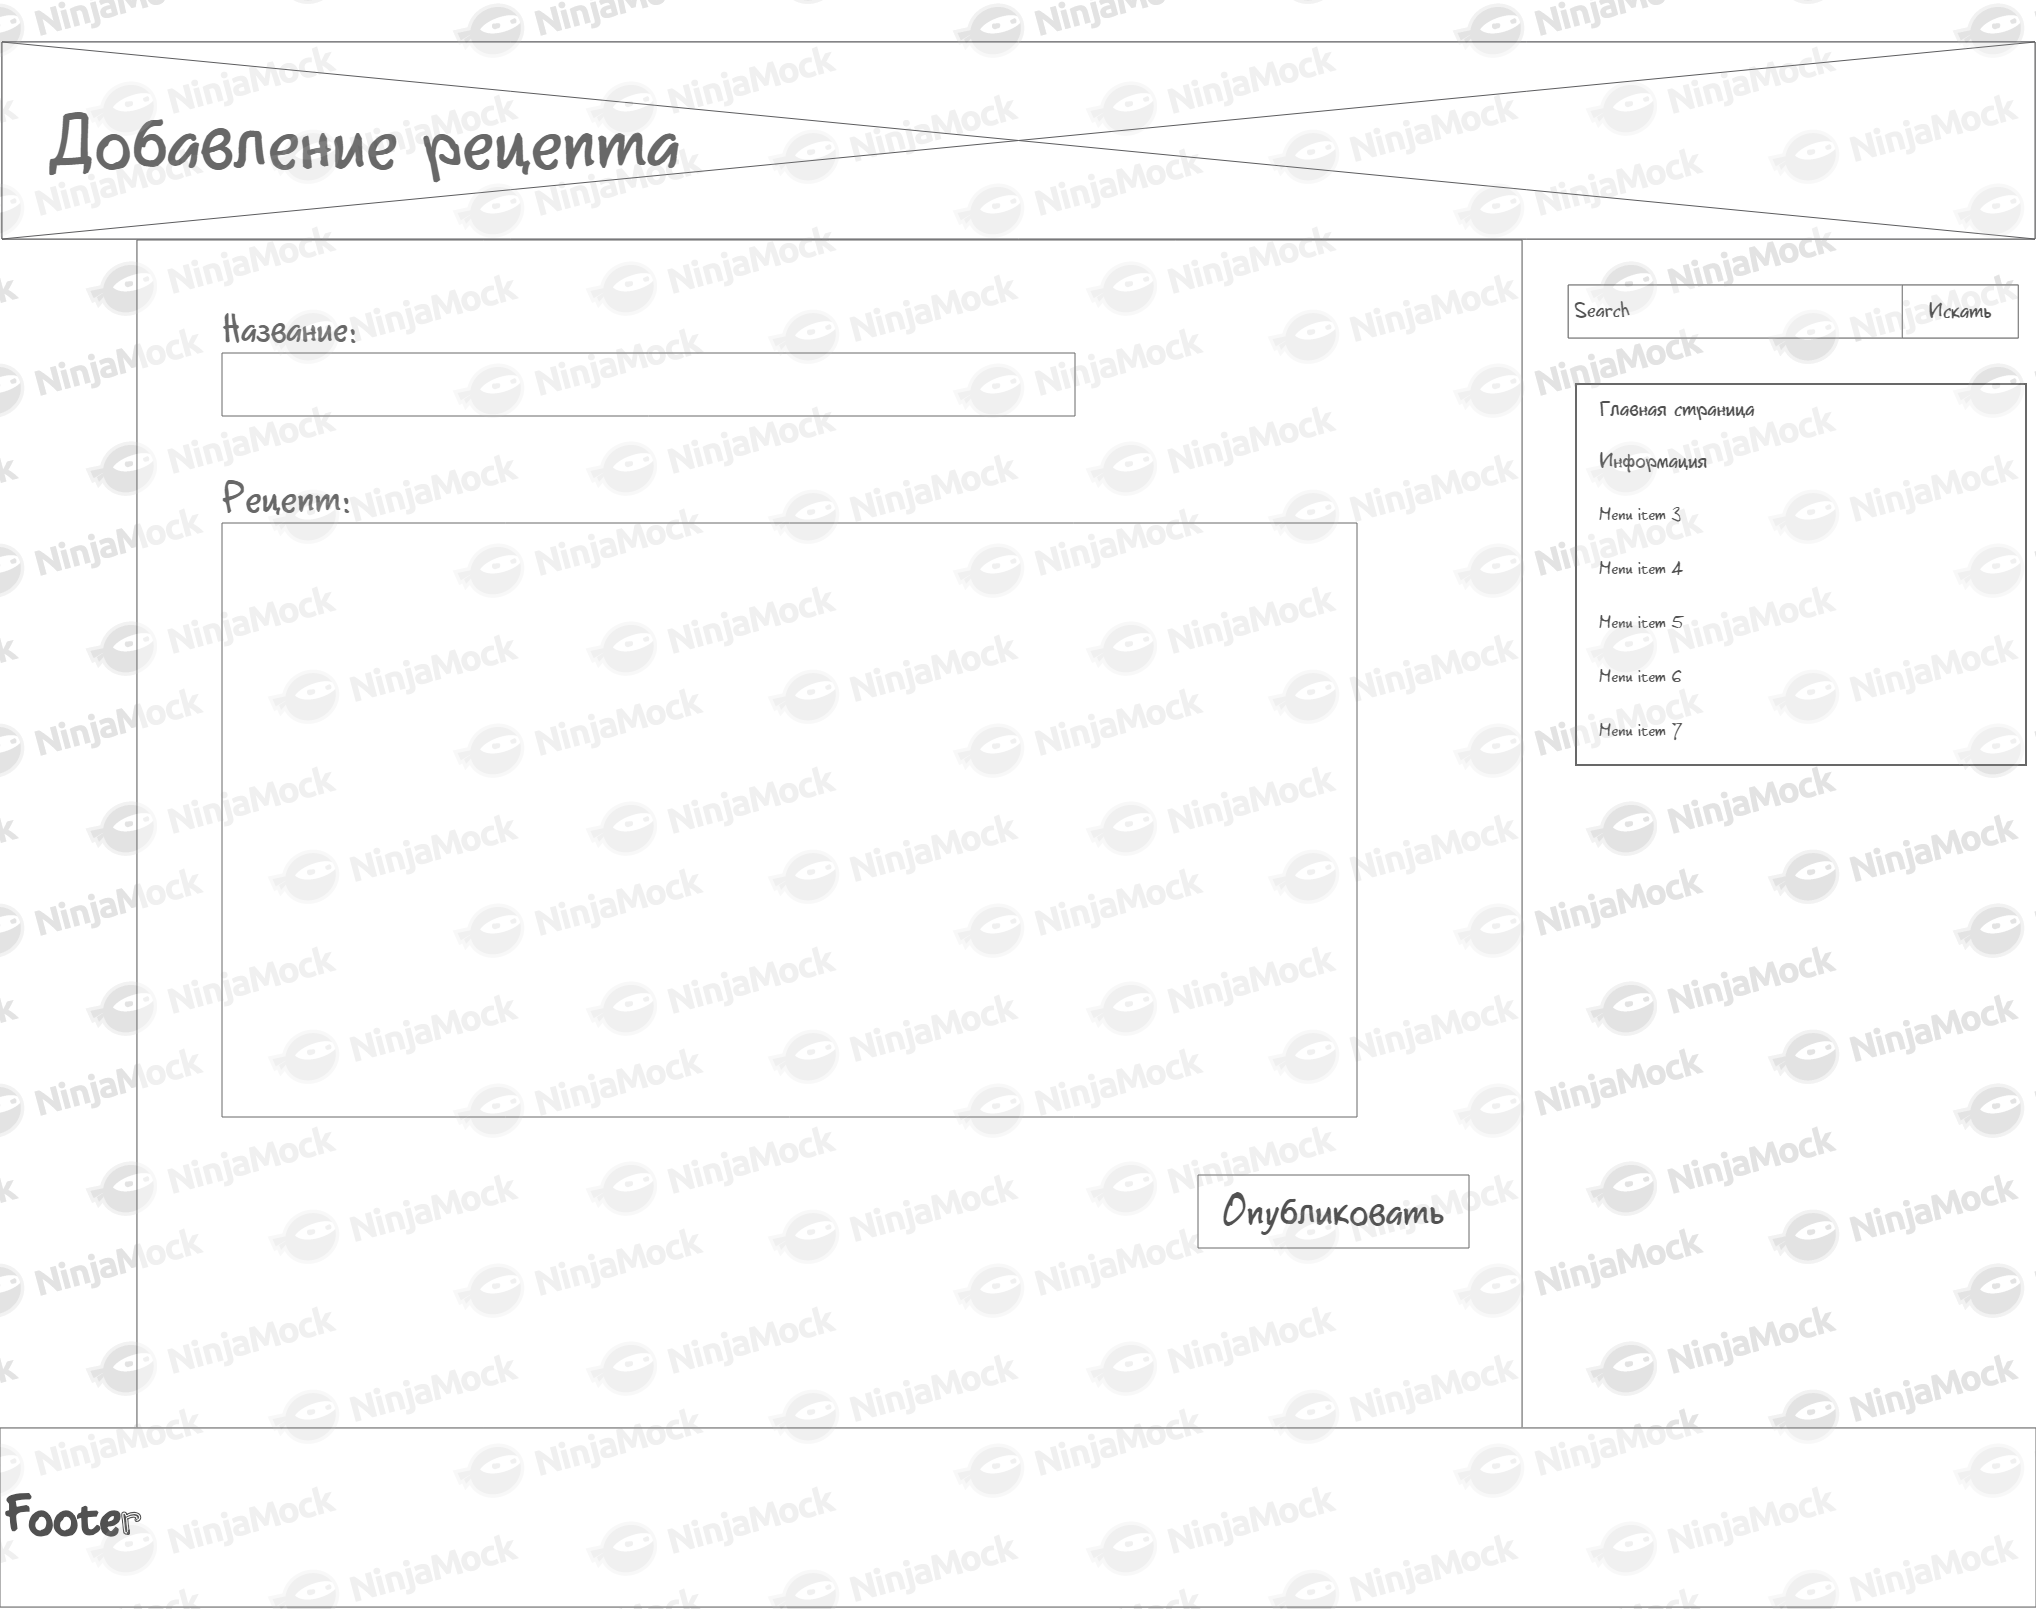 Добавление рецепта
Название:
Рецепт:
Опубликовать
Search
Искать
Главная страница
Информация
Menu item 3
Menu item 4
Menu item 5
Menu item 6
Menu item 7
Footer
NinjaMock